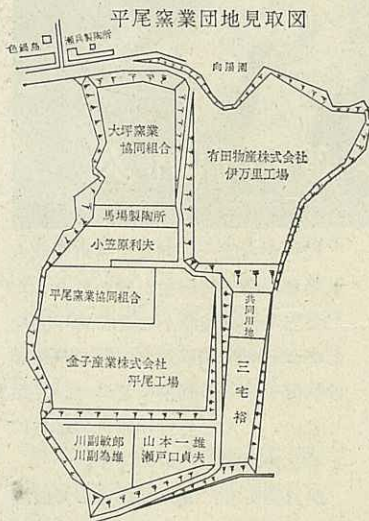 平尾窯業団地見取図
色鍋島
瀬兵製陶所
向陽園
大坪窯業
協同組合
有田物産株式会社
伊万里工場
馬場製陶所
小笠原利夫
平尾窯業協同組合
共同用地
金子産業株式会社
平尾工場
三宅裕
川副敏郎
川副為雄
山本一雄
瀬戸口貞夫